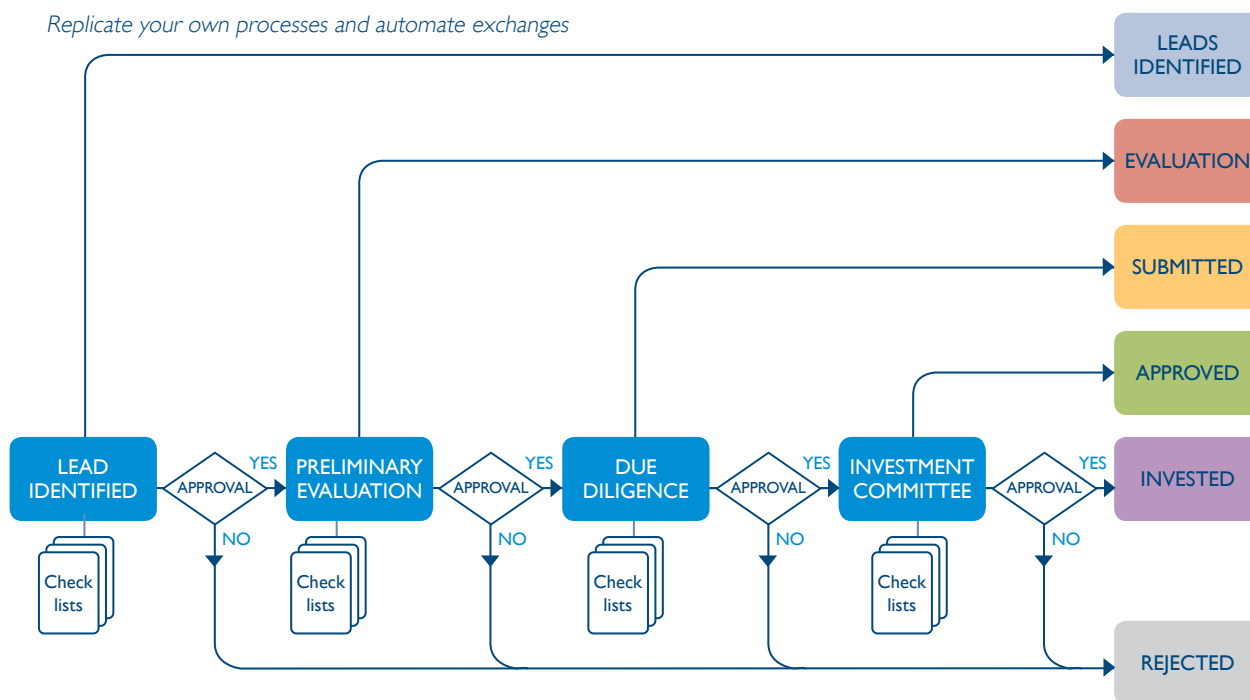 Replicate your own processes and automate exchanges
LEADS
IDENTIFIED
EVALUATION
SUBMITTED
APPROVED
LEAD
IDENTIFIED
APPROVAL
YES
NO
PRELIMINARY
EVALUATION
APPROVAL
YES
NO
DUE
DILIGENCE
APPROVAL
YES
NO
INVESTMENT
COMMITTEE
APPROVAL
YES
NO
INVESTED
Check
lists
Check
lists
Check
lists
Check
lists
REJECTED